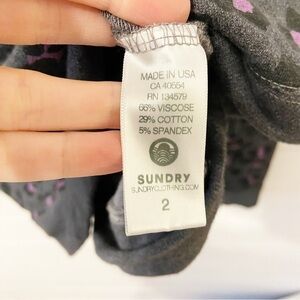 MADE IN USA
CA 40554
RN 134579
66% VISCOSE
29% COTTON
5% SPANDEX
SUNDRY
SUNDRYCLOTHING.COM
2